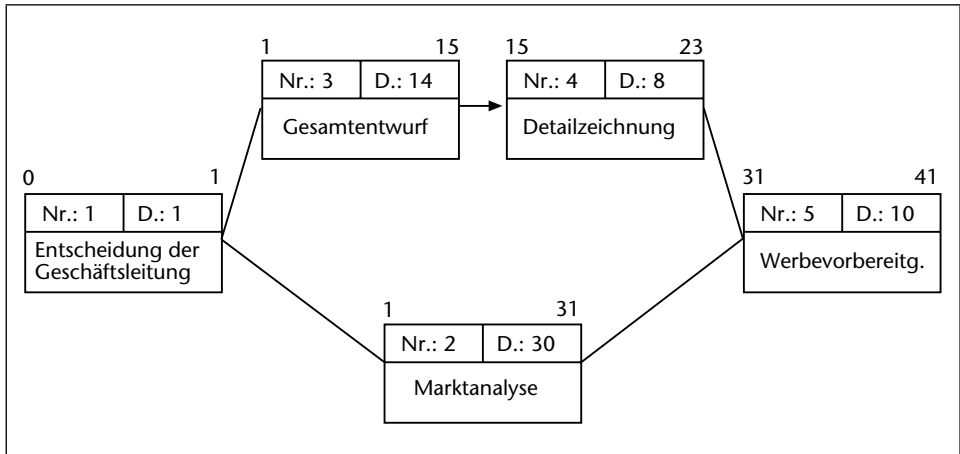 1 15
Nr.: 3 D.: 14
Gesamtentwurf
15 23
Nr.: 4 D.: 8
Detailzeichnung
0 1
Nr.: 1 D.: 1
Entscheidung der
Geschäftsleitung
31 41
Nr.: 5 D.: 10
Werbevorbereitg.
1 31
Nr.: 2 D.: 30
Marktanalyse